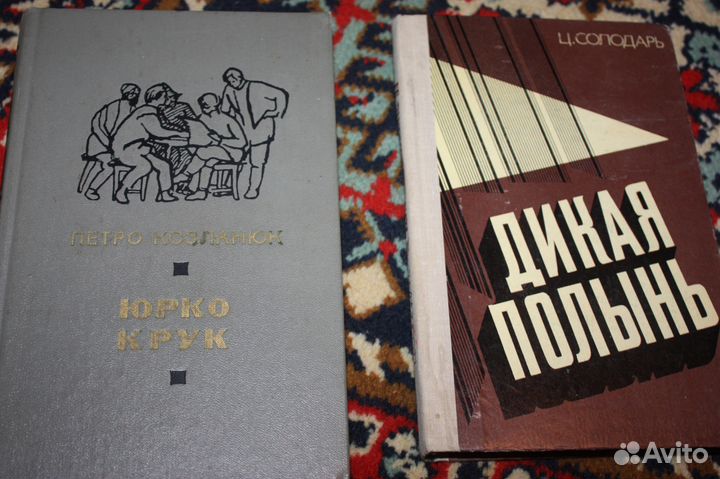 ПЕТРО КОЗЛАНЮК
ЮРКО
КРУК
Ц.СОЛОДАРЬ
ДИКАЯ
ПОЛЫНЬ
Avito